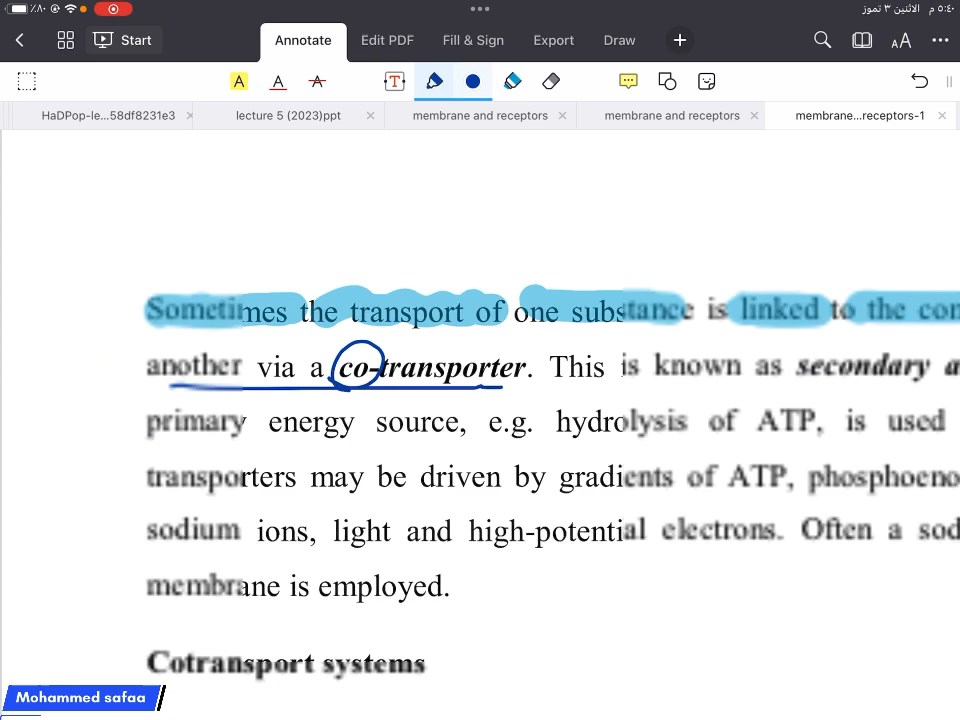 ٪٨٠ ٥:٤٠ م الاثنين ٣ تموز
Start Annotate Edit PDF Fill & Sign Export Draw
HaDPop-le...58df8231e3 lecture 5 (2023)ppt membrane and receptors membrane and receptors membrane...receptors-1
Sometimes the transport of one substance is linked to the con
another via a co-transporter. This is known as secondary a
primary energy source, e.g. hydrolysis of ATP, is used
transporters may be driven by gradients of ATP, phosphoeno
sodium ions, light and high-potential electrons. Often a sod
membrane is employed.
Cotransport systems
Mohammed safaa